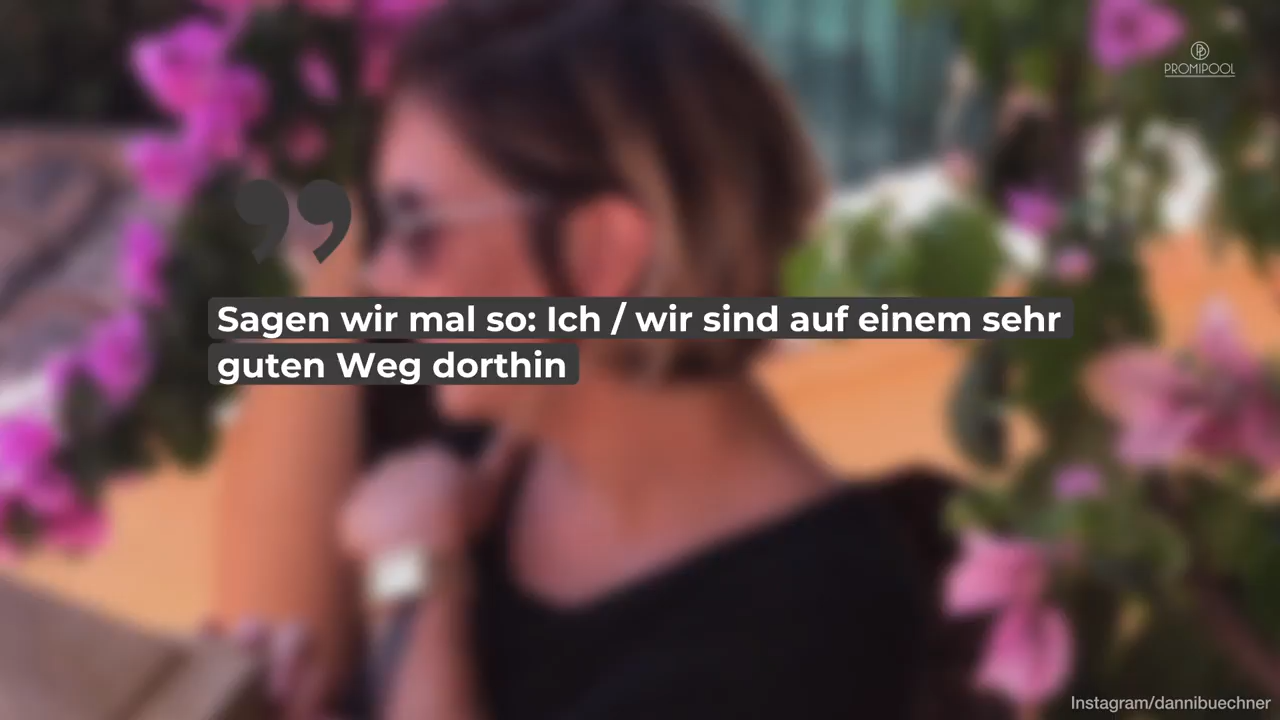 PROMIPOOL
”
Sagen wir mal so: Ich / wir sind auf einem sehr
guten Weg dorthin
Instagram/dannibuechner